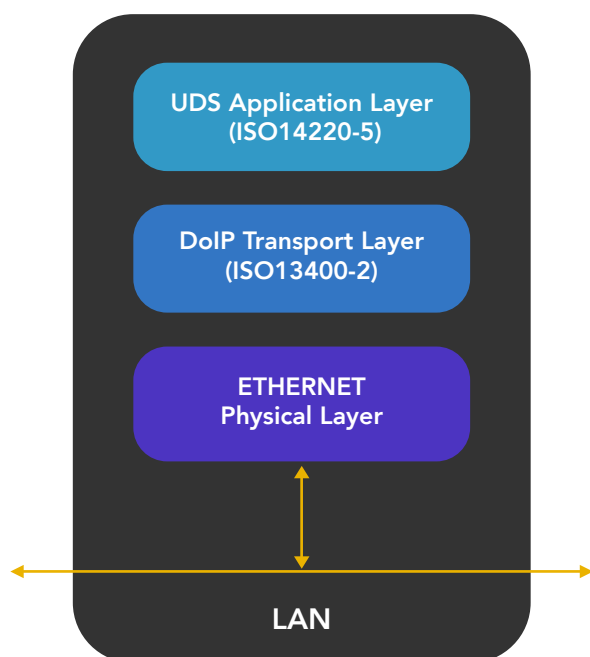 UDS Application Layer
(ISO14220-5)
DoIP Transport Layer
(ISO13400-2)
ETHERNET
Physical Layer
LAN